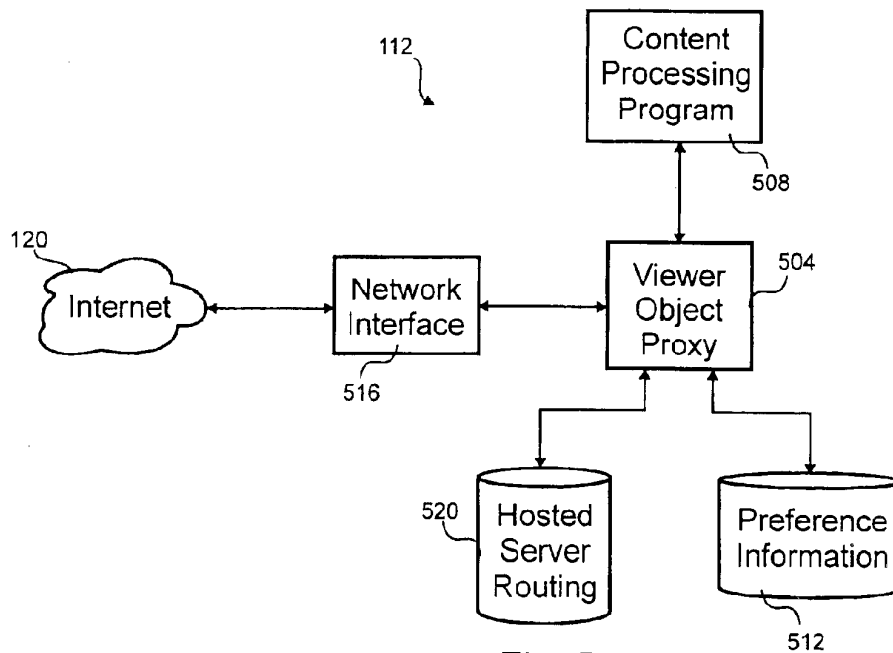 112
Content
Processing
Program
508
120
Internet
Network
Interface
516
Viewer
Object
Proxy
504
520
Hosted
Server
Routing
Preference
Information
512